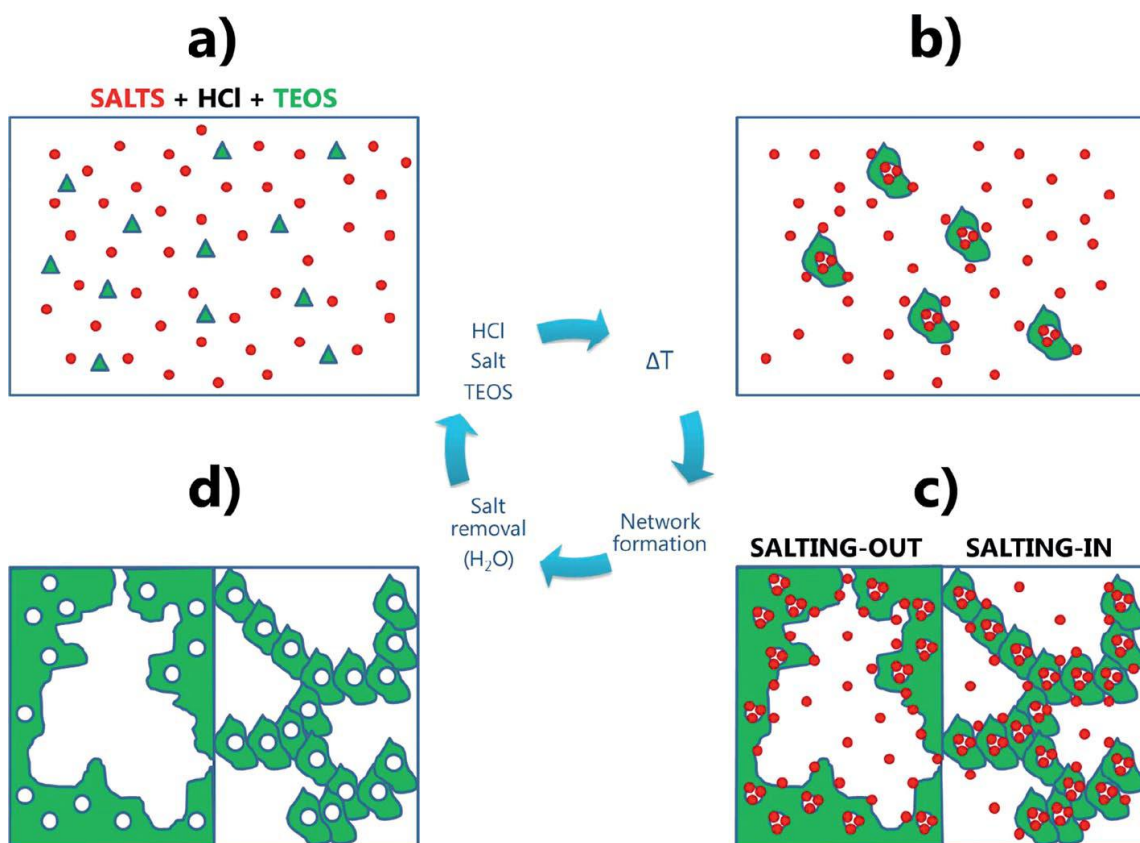 a)
SALTS + HCl + TEOS
b)
HCl
Salt
TEOS
ΔT
d)
Salt
removal
(H₂O)
Network
formation
c)
SALTING-OUT
SALTING-IN